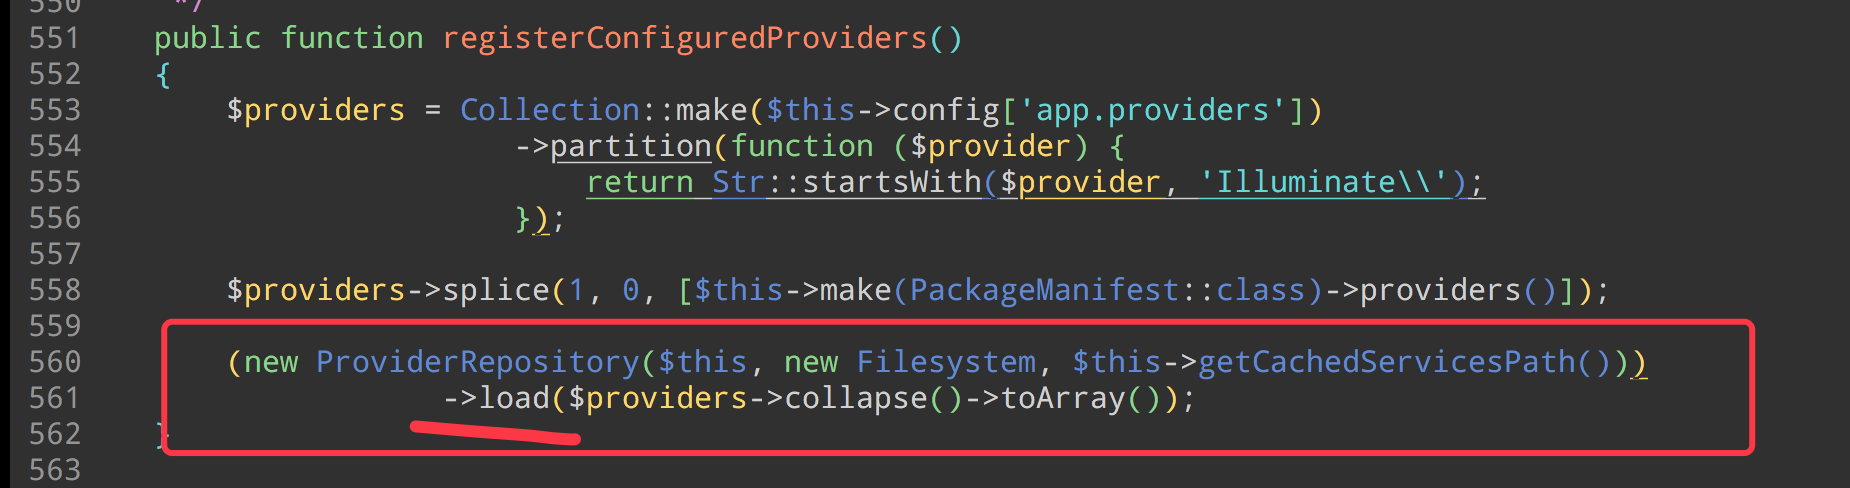 550 */
551 public function registerConfiguredProviders()
552 {
553 $providers = Collection::make($this->config['app.providers'])
554 ->partition(function ($provider) {
555 return Str::startsWith($provider, 'Illuminate\\');
556 });
557
558 $providers->splice(1, 0, [$this->make(PackageManifest::class)->providers()]);
559
560 (new ProviderRepository($this, new Filesystem, $this->getCachedServicesPath()))
561 ->load($providers->collapse()->toArray());
562 }
563